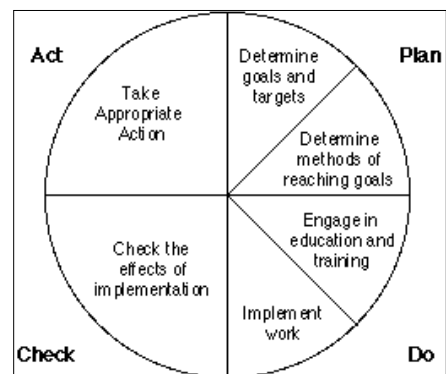 Act
Plan
Determine
goals and
targets
Take
Appropriate
Action
Determine
methods of
reaching goals
Engage in
education and
training
Check the
effects of
implementation
Implement
work
Check
Do